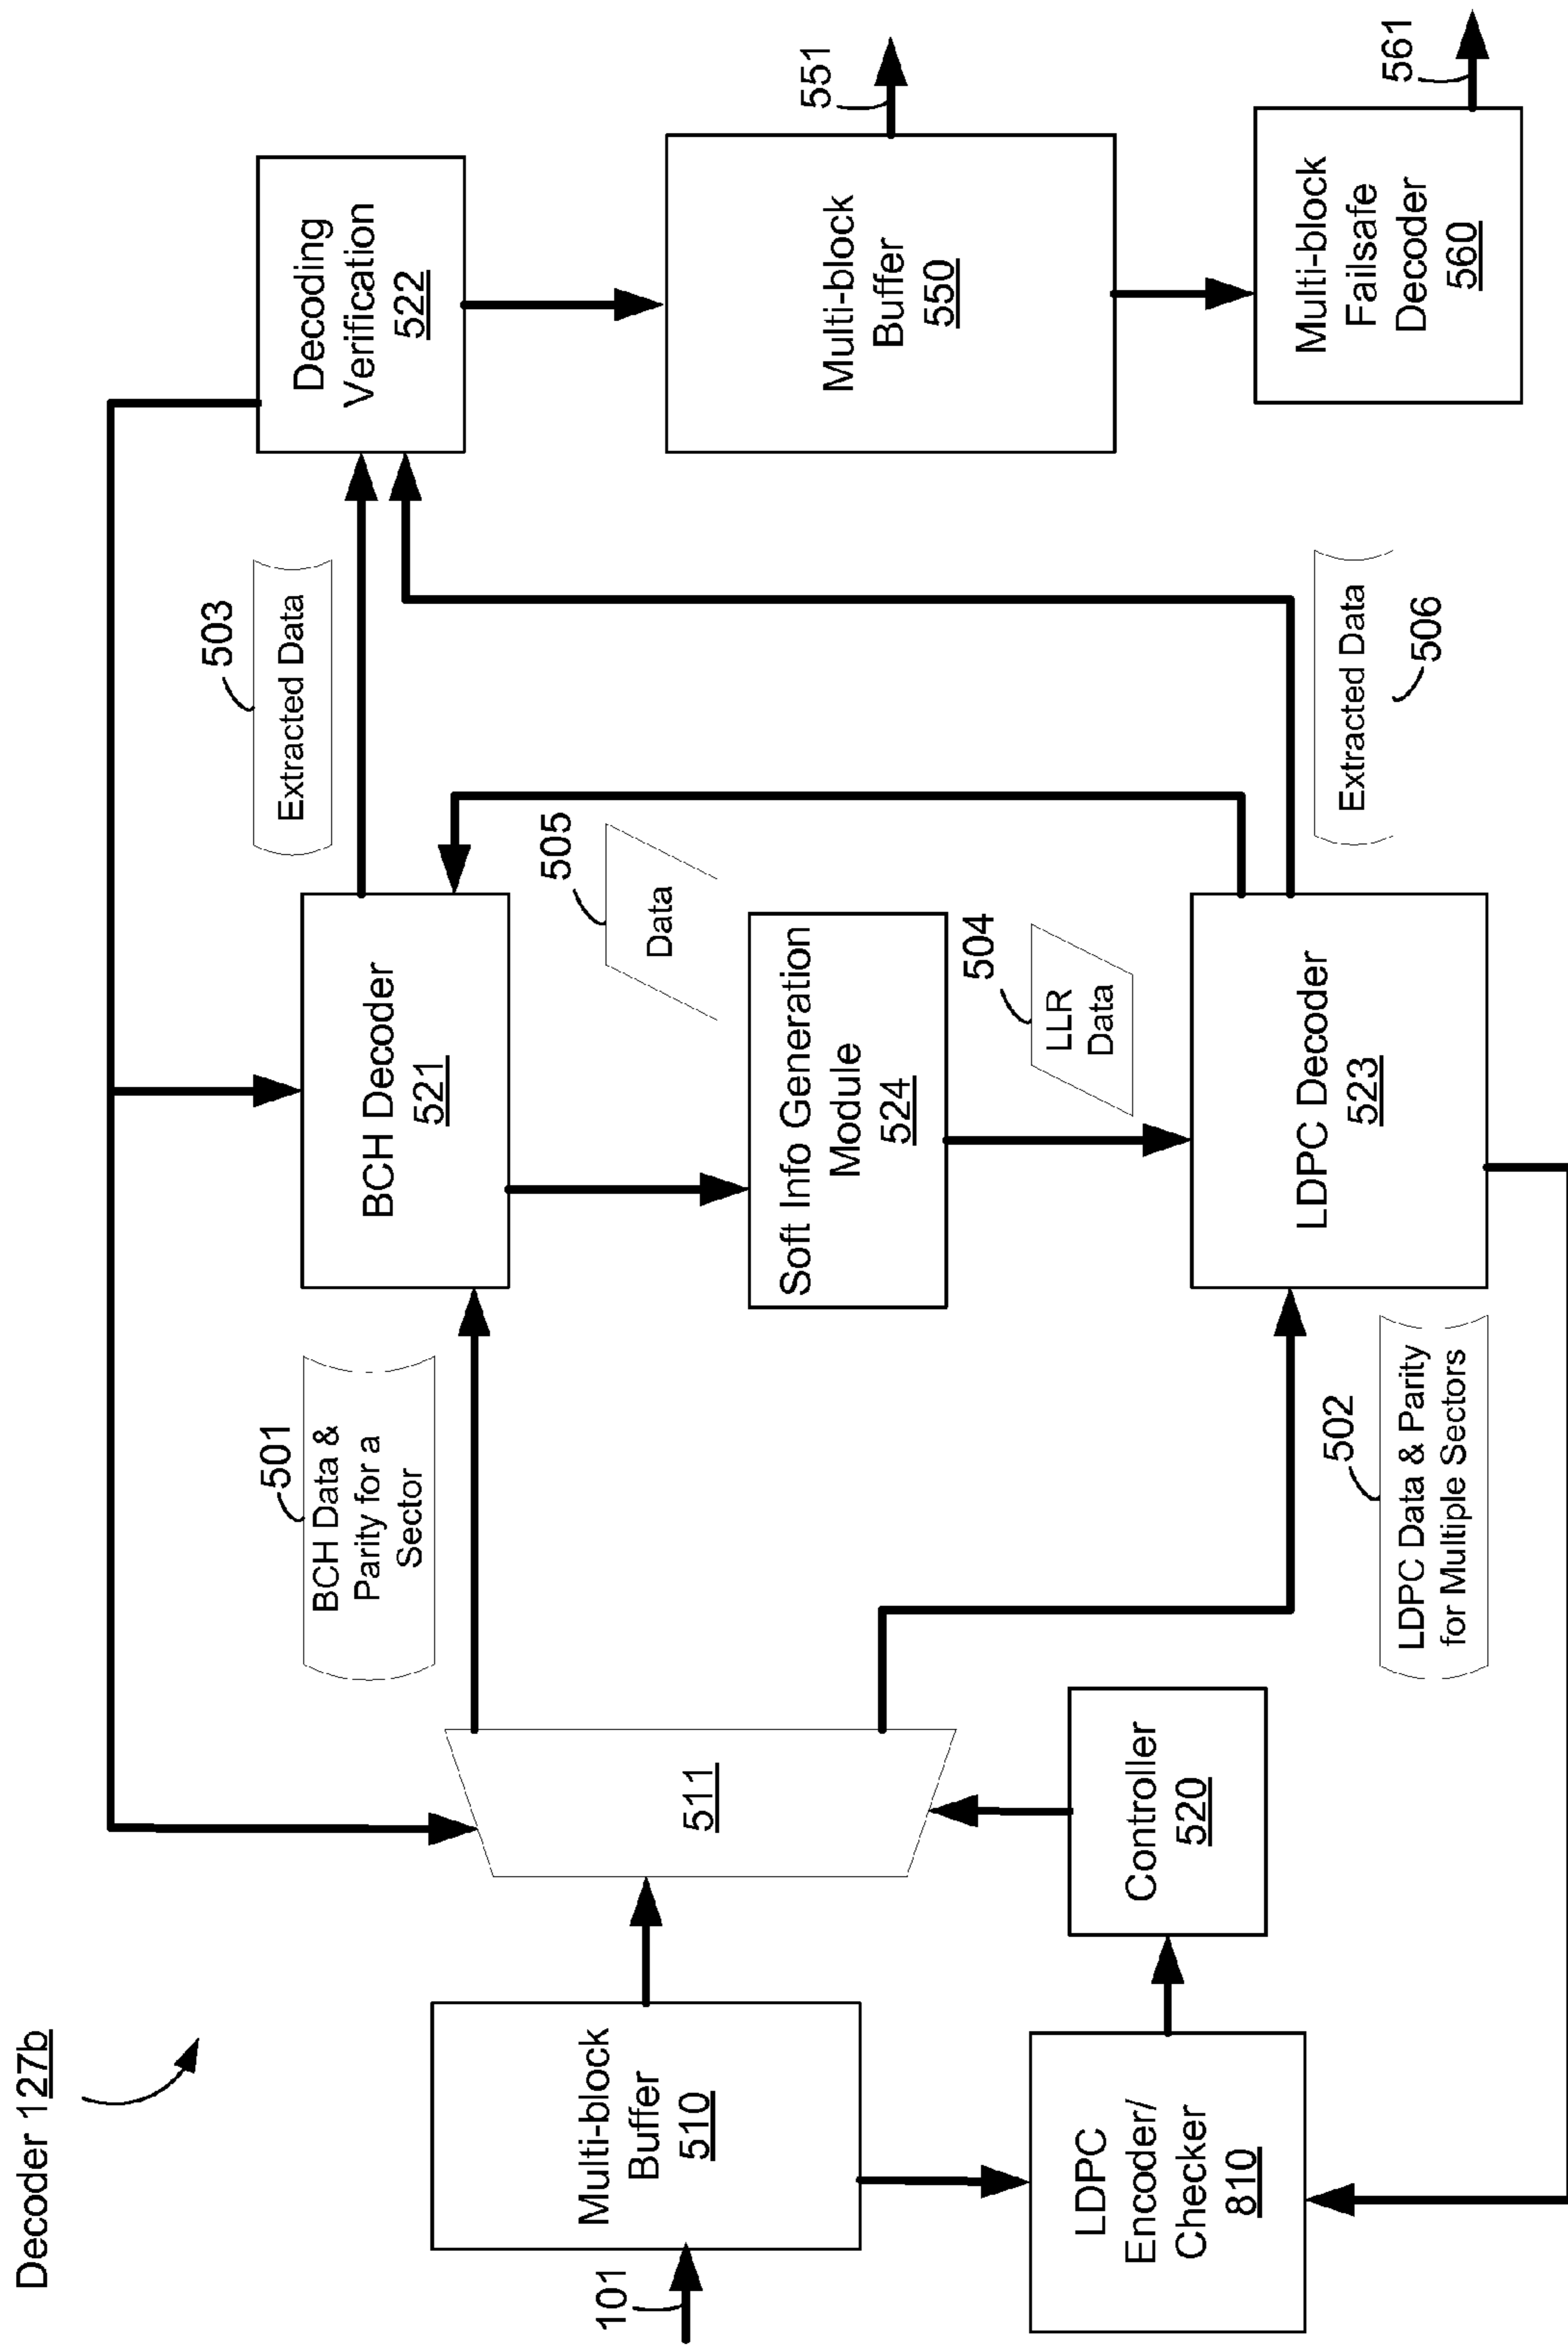 Decoder 127b
101
Multi-block
Buffer
510
LDPC
Encoder/
Checker
810
511
Controller
520
501
BCH Data &
Parity for a
Sector
502
LDPC Data & Parity
for Multiple Sectors
BCH Decoder
521
Soft Info Generation
Module
524
505
Data
504
LLR
Data
LDPC Decoder
523
503
Extracted Data
Extracted Data
506
Decoding
Verification
522
Multi-block
Buffer
550
551
Multi-block
Failsafe
Decoder
560
561